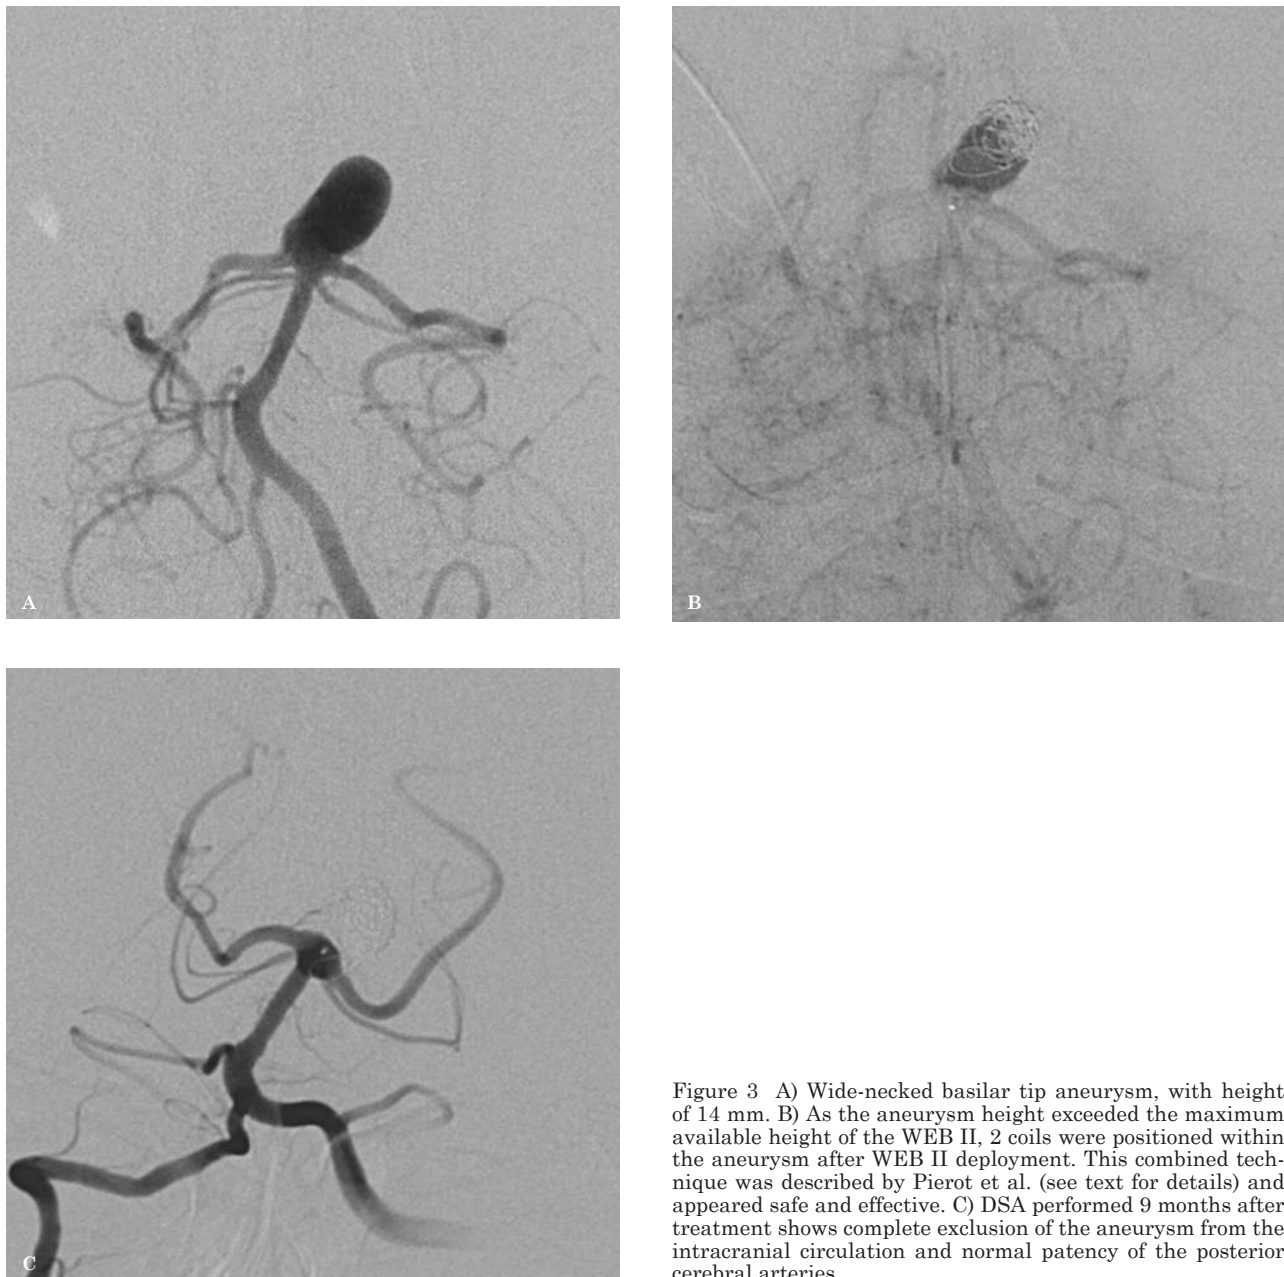 A
B
C
Figure 3 A) Wide-necked basilar tip aneurysm, with height
of 14 mm. B) As the aneurysm height exceeded the maximum
available height of the WEB II, 2 coils were positioned within
the aneurysm after WEB II deployment. This combined tech-
nique was described by Pierot et al. (see text for details) and
appeared safe and effective. C) DSA performed 9 months after
treatment shows complete exclusion of the aneurysm from the
intracranial circulation and normal patency of the posterior
cerebral arteries.